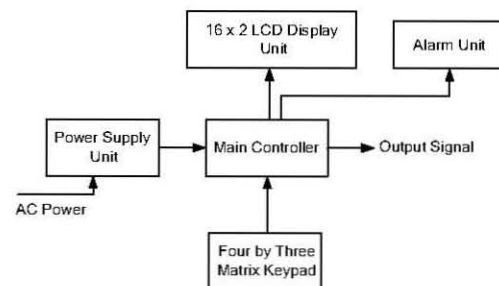 16 x 2 LCD Display
Unit
Alarm Unit
Power Supply
Unit
Main Controller
Output Signal
AC Power
Four by Three
Matrix Keypad